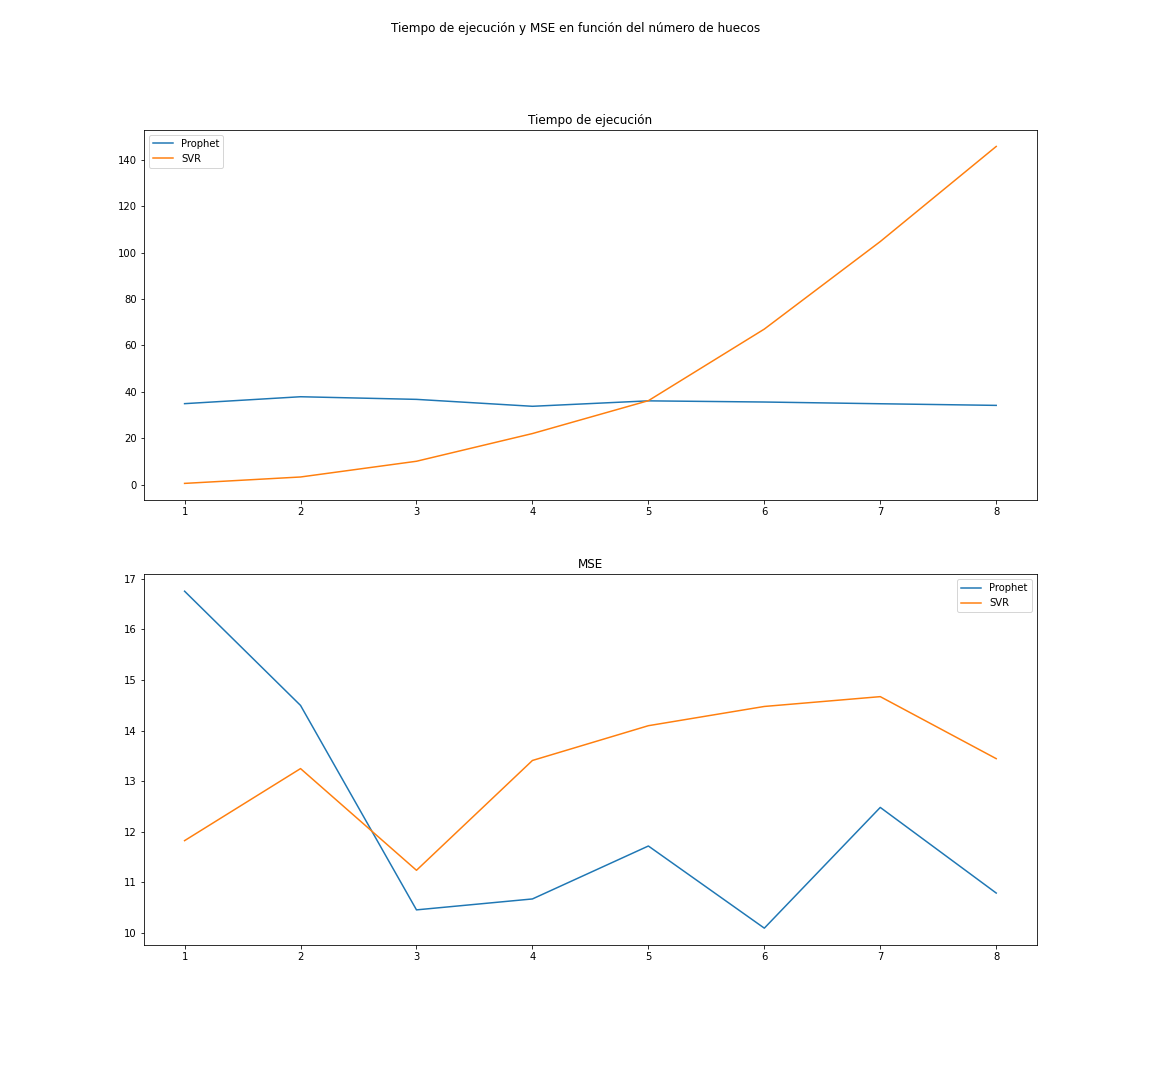 Tiempo de ejecución y MSE en función del número de huecos
Tiempo de ejecución
Prophet
SVR
140
120
100
80
60
40
20
0
1 2 3 4 5 6 7 8
MSE
Prophet
SVR
17
16
15
14
13
12
11
10
1 2 3 4 5 6 7 8